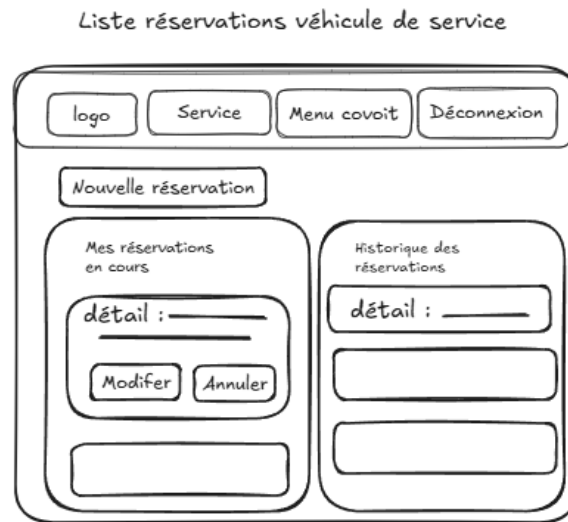 Liste réservations véhicule de service
logo
Service
Menu covoit
Déconnexion
Nouvelle réservation
Mes réservations
en cours
détail :
Modifer
Annuler
Historique des
réservations
détail :